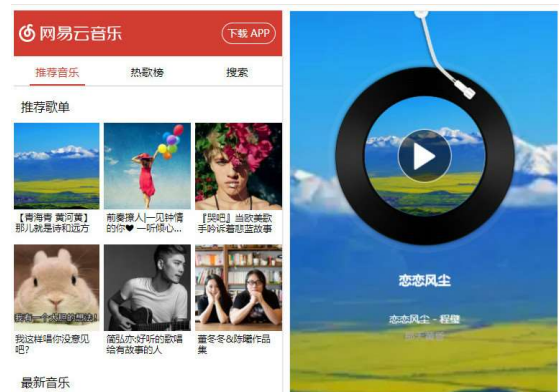 网易云音乐
下载 APP
推荐音乐
热歌榜
搜索
推荐歌单
【青海青 黄河黄】
那儿就是诗和远方
前奏撩人|一见钟情
的你♥ 一听倾心...
『哭吧』当欧美歌
手吟诉着悲蓝故事
我这样唱你没意见
吧?
简弘亦:好听的歌唱
给有故事的人
董冬冬&陈曦作品
集
最新音乐
恋恋风尘
恋恋风尘 - 程璧